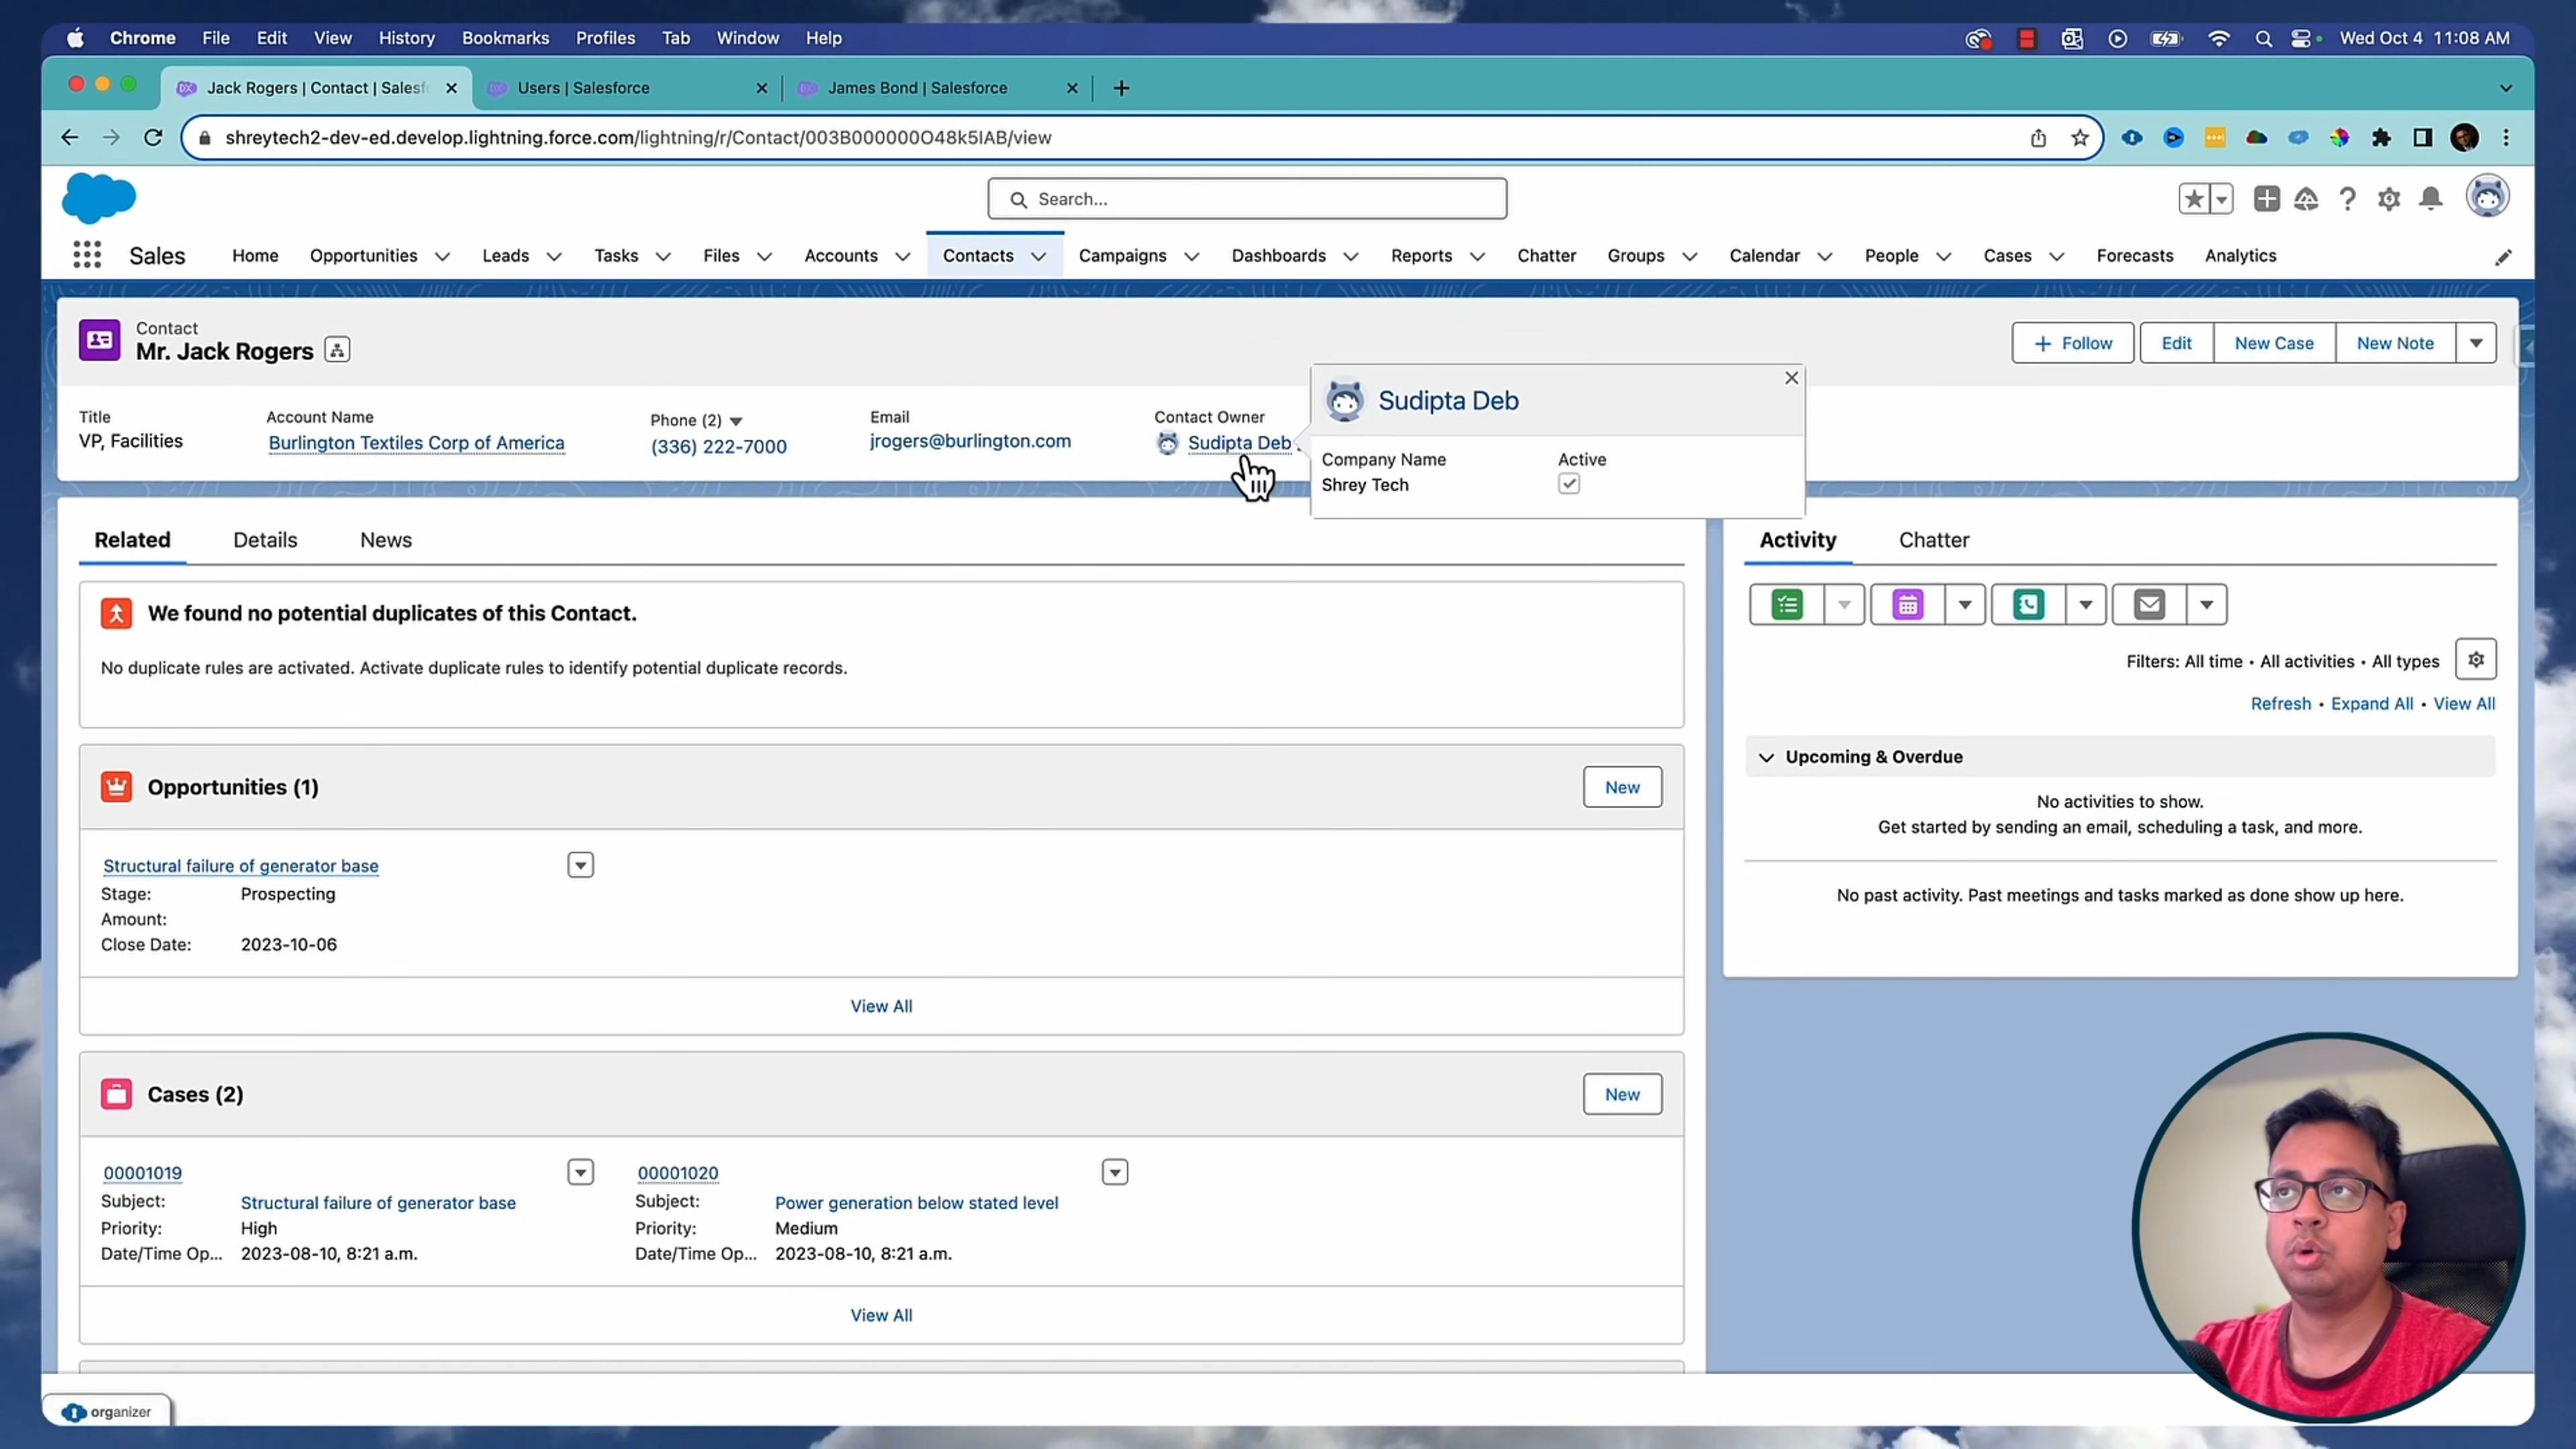 Chrome File Edit View History Bookmarks Profiles Tab Window Help Wed Oct 4 11:08 AM
Jack Rogers | Contact | Salesf Users | Salesforce James Bond | Salesforce
shreytech2-dev-ed.develop.lightning.force.com/lightning/r/Contact/003B000000O48k5IAB/view
Search...
Sales Home Opportunities Leads Tasks Files Accounts Contacts Campaigns Dashboards Reports Chatter Groups Calendar People Cases Forecasts Analytics
Contact
Mr. Jack Rogers
+ Follow Edit New Case New Note
Title Account Name Phone (2) Email Contact Owner
VP, Facilities Burlington Textiles Corp of America (336) 222-7000 jrogers@burlington.com Sudipta Deb
Sudipta Deb
Company Name Active
Shrey Tech
Related Details News
We found no potential duplicates of this Contact.
No duplicate rules are activated. Activate duplicate rules to identify potential duplicate records.
Opportunities (1)
New
Structural failure of generator base
Stage: Prospecting
Amount:
Close Date: 2023-10-06
View All
Cases (2)
New
00001019
Subject: Structural failure of generator base
Priority: High
Date/Time Op... 2023-08-10, 8:21 a.m.
00001020
Subject: Power generation below stated level
Priority: Medium
Date/Time Op... 2023-08-10, 8:21 a.m.
View All
Activity Chatter
Filters: All time • All activities • All types
Refresh • Expand All • View All
Upcoming & Overdue
No activities to show.
Get started by sending an email, scheduling a task, and more.
No past activity. Past meetings and tasks marked as done show up here.
organizer